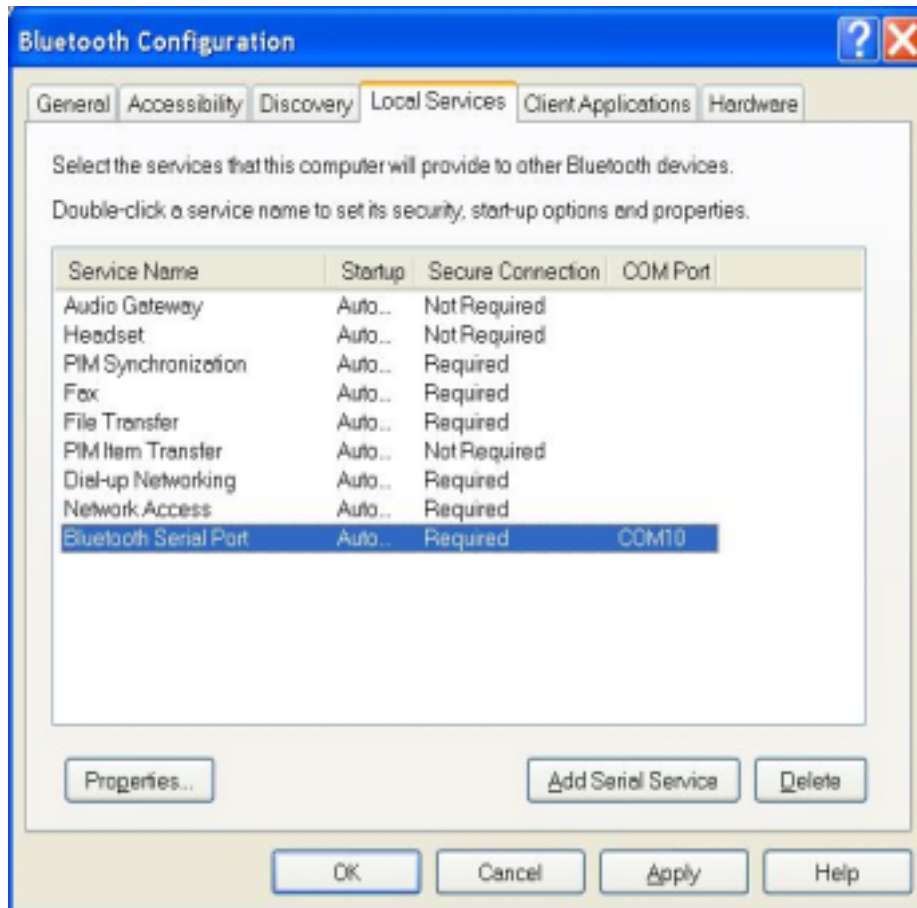 Bluetooth Configuration
General Accessibility Discovery Local Services Client Applications Hardware
Select the services that this computer will provide to other Bluetooth devices.
Double-click a service name to set its security, start-up options and properties.
Service Name Startup Secure Connection COM Port
Audio Gateway Auto... Not Required
Headset Auto... Not Required
PIM Synchronization Auto... Required
Fax Auto... Required
File Transfer Auto... Required
PIM Item Transfer Auto... Not Required
Dial-up Networking Auto... Required
Network Access Auto... Required
Bluetooth Serial Port Auto... Required COM10
Properties... Add Serial Service Delete
OK Cancel Apply Help